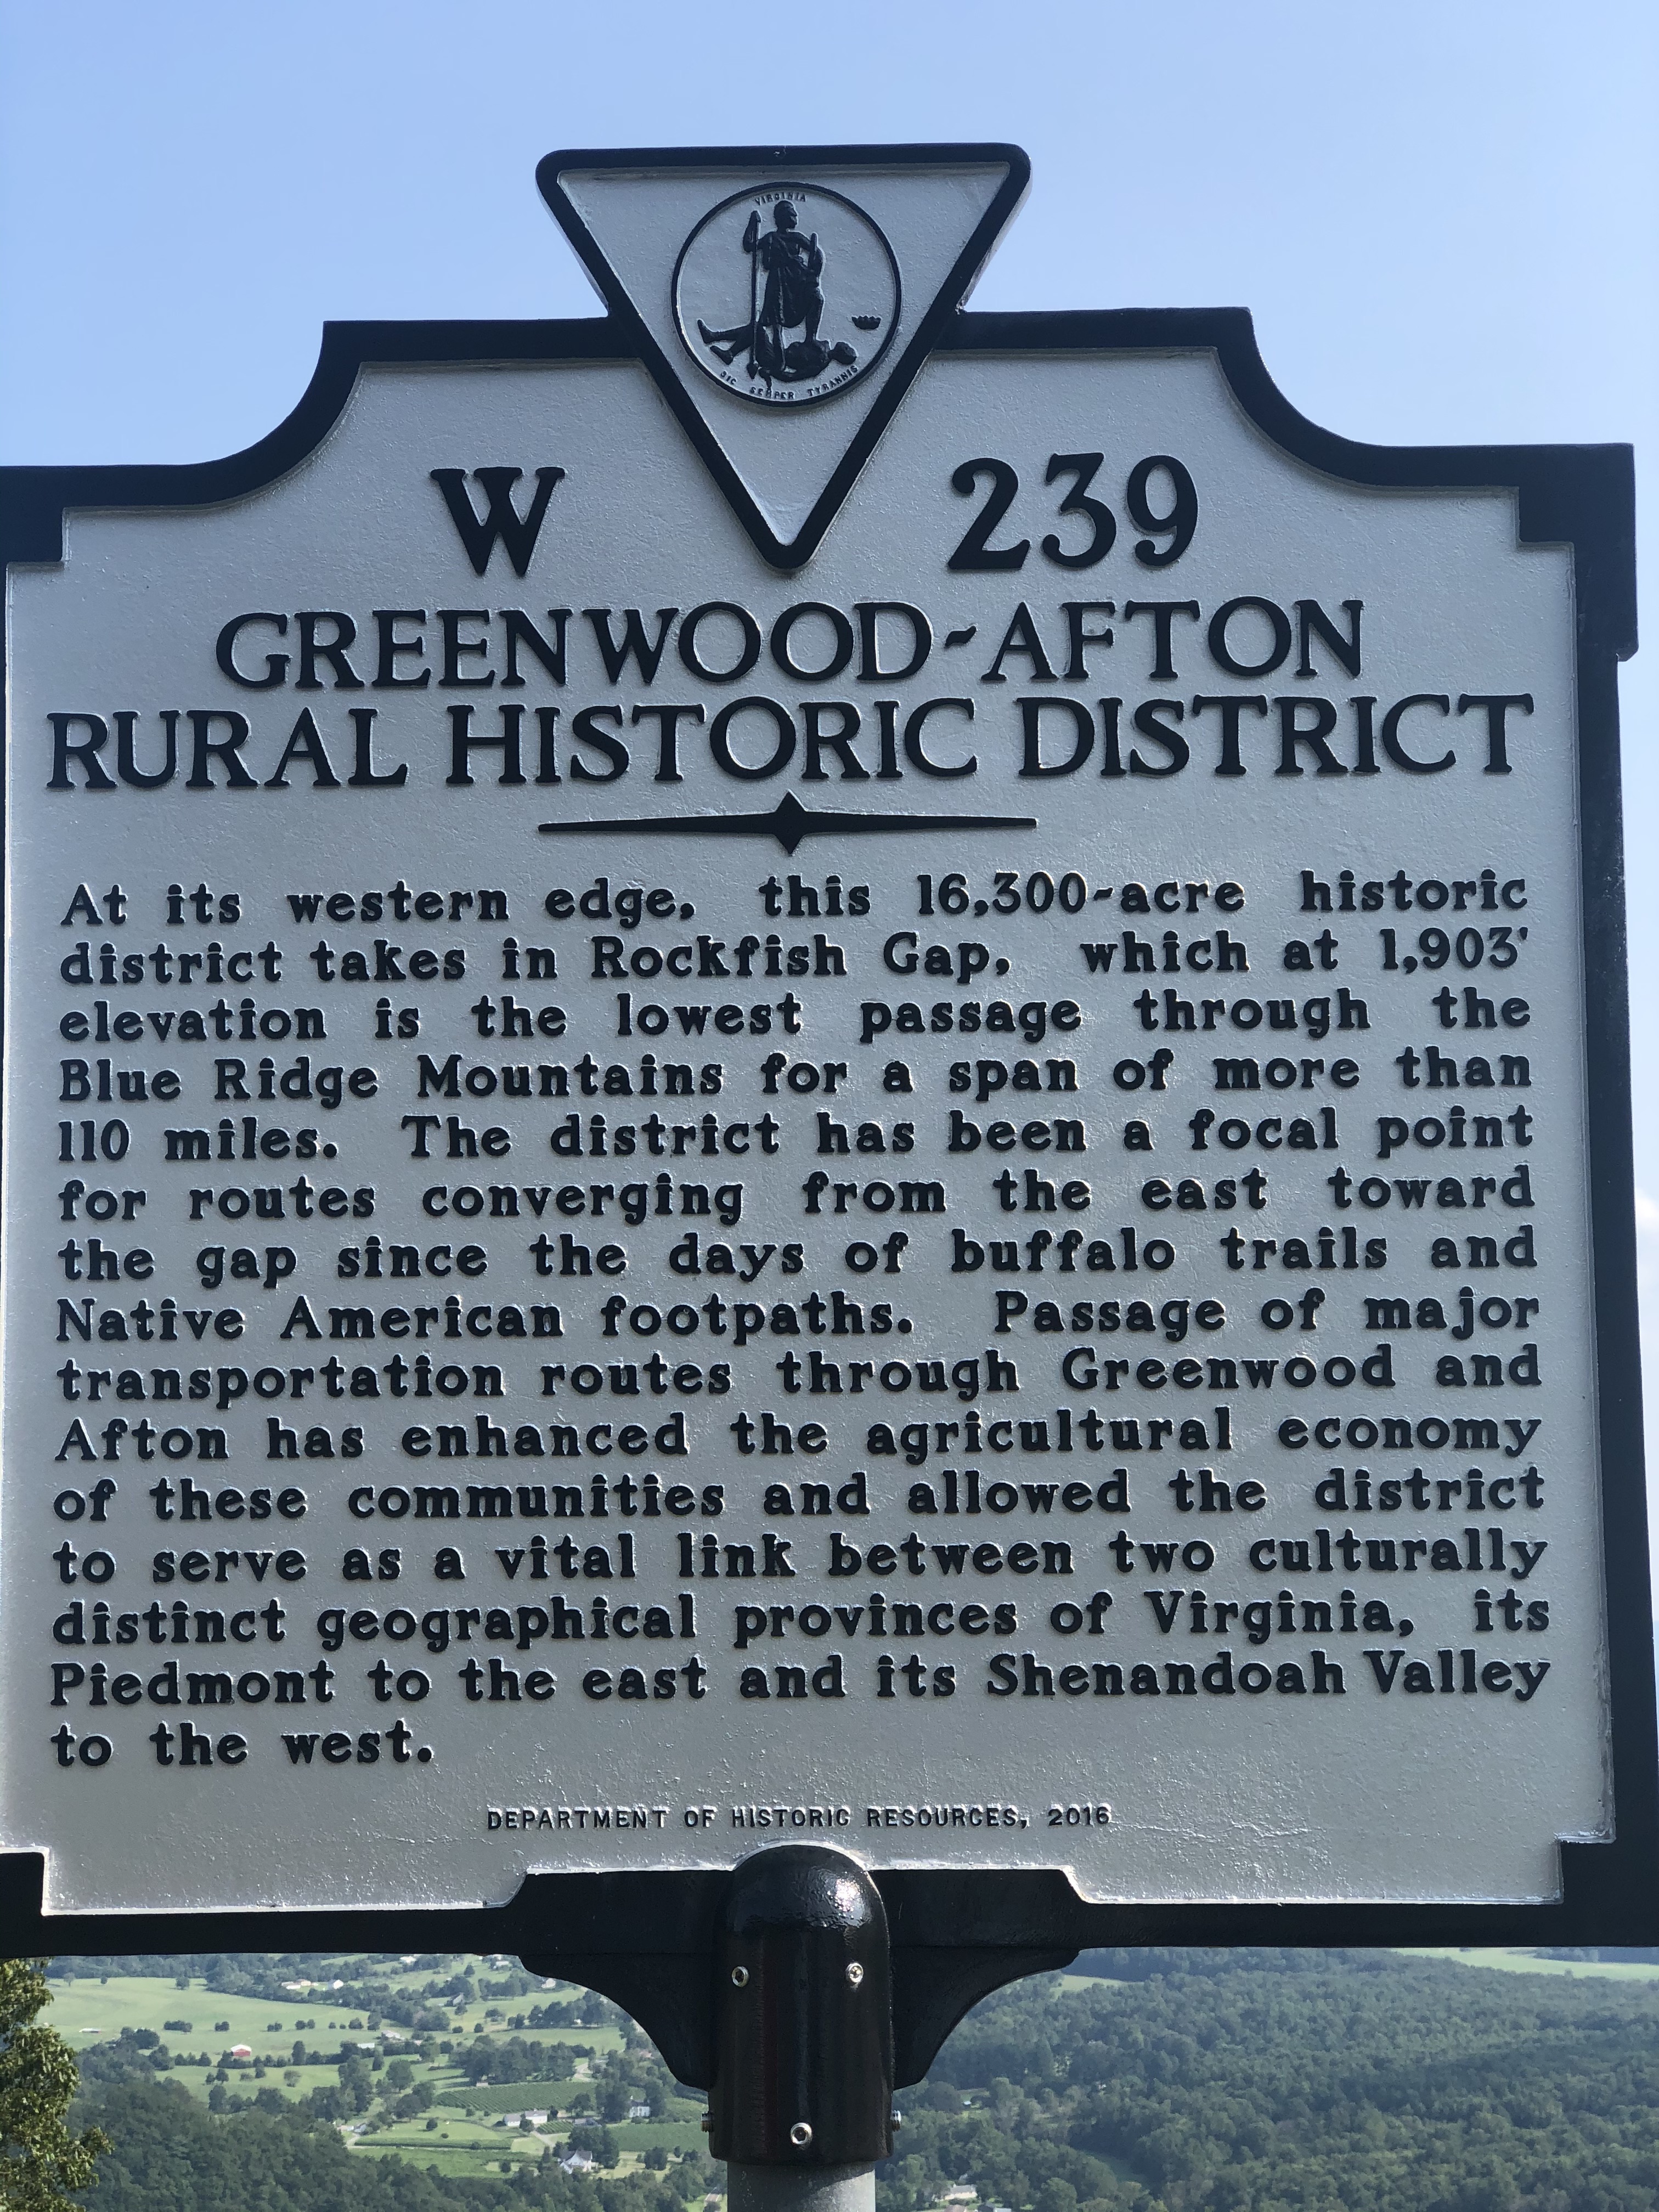 VIRGINIA
SIC SEMPER TYRANNIS
W 239
GREENWOOD-AFTON
RURAL HISTORIC DISTRICT
At its western edge, this 16,300-acre historic
district takes in Rockfish Gap, which at 1,903'
elevation is the lowest passage through the
Blue Ridge Mountains for a span of more than
110 miles. The district has been a focal point
for routes converging from the east toward
the gap since the days of buffalo trails and
Native American footpaths. Passage of major
transportation routes through Greenwood and
Afton has enhanced the agricultural economy
of these communities and allowed the district
to serve as a vital link between two culturally
distinct geographical provinces of Virginia, its
Piedmont to the east and its Shenandoah Valley
to the west.
DEPARTMENT OF HISTORIC RESOURCES, 2016